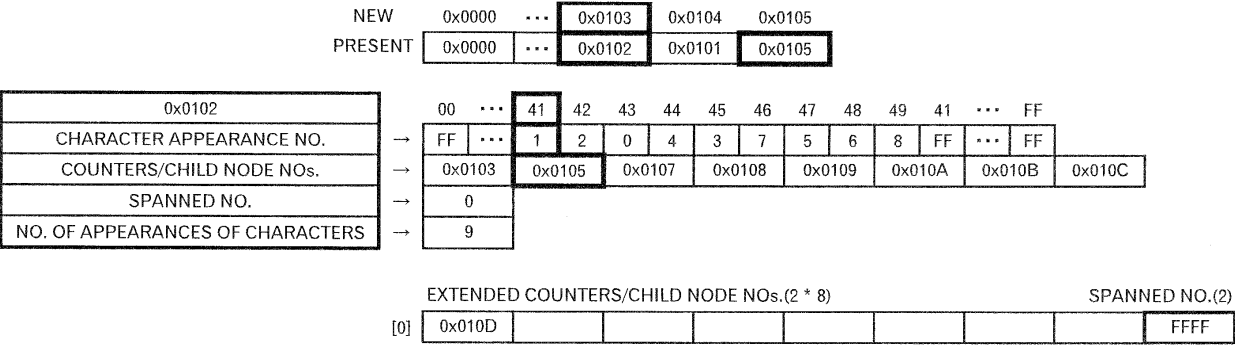 NEW 0x0000 ··· 0x0103 0x0104 0x0105
PRESENT 0x0000 ··· 0x0102 0x0101 0x0105
0x0102 00 ··· 41 42 43 44 45 46 47 48 49 41 ··· FF
CHARACTER APPEARANCE NO. → FF ··· 1 2 0 4 3 7 5 6 8 FF ··· FF
COUNTERS/CHILD NODE NOs. → 0x0103 0x0105 0x0107 0x0108 0x0109 0x010A 0x010B 0x010C
SPANNED NO. → 0
NO. OF APPEARANCES OF CHARACTERS → 9
EXTENDED COUNTERS/CHILD NODE NOs.(2 * 8) SPANNED NO.(2)
[0] 0x010D FFFF